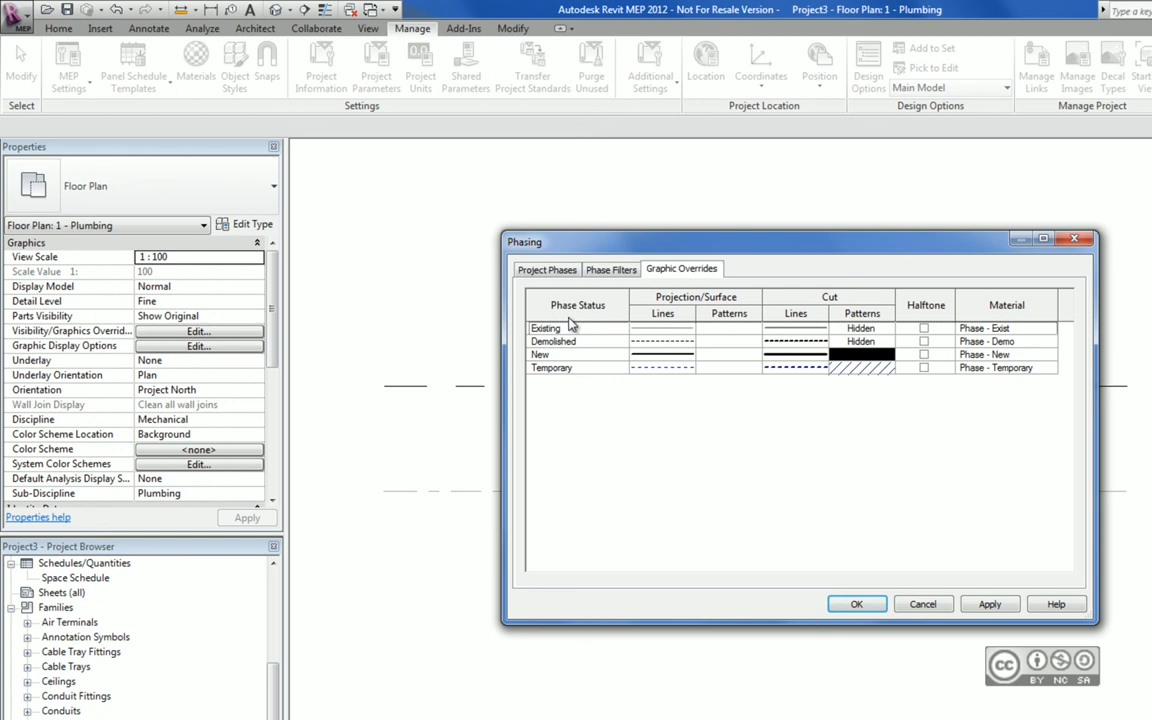 Autodesk Revit MEP 2012 - Not For Resale Version - Project3 - Floor Plan: 1 - Plumbing
Type a key
MEP
Home Insert Annotate Analyze Architect Collaborate View Manage Add-Ins Modify
Modify
MEP Settings
Panel Schedule Templates
Materials
Object Styles
Snaps
Project Information
Project Parameters
Project Units
Shared Parameters
Transfer Project Standards
Purge Unused
Additional Settings
Location
Coordinates
Position
Design Options
Add to Set
Pick to Edit
Main Model
Manage Links
Manage Images
Decal Types
Select Settings Project Location Design Options Manage Project
Properties
Floor Plan
Floor Plan: 1 - Plumbing Edit Type
Graphics
View Scale 1 : 100
Scale Value 1: 100
Display Model Normal
Detail Level Fine
Parts Visibility Show Original
Visibility/Graphics Overrid... Edit...
Graphic Display Options Edit...
Underlay None
Underlay Orientation Plan
Orientation Project North
Wall Join Display Clean all wall joins
Discipline Mechanical
Color Scheme Location Background
Color Scheme <none>
System Color Schemes Edit...
Default Analysis Display S... None
Sub-Discipline Plumbing
Properties help Apply
Project3 - Project Browser
Schedules/Quantities
Space Schedule
Sheets (all)
Families
Air Terminals
Annotation Symbols
Cable Tray Fittings
Cable Trays
Ceilings
Conduit Fittings
Conduits
Phasing
Project Phases Phase Filters Graphic Overrides
Phase Status Projection/Surface Cut Halftone Material
Lines Patterns Lines Patterns
Existing Hidden Phase - Exist
Demolished Hidden Phase - Demo
New Phase - New
Temporary Phase - Temporary
OK Cancel Apply Help
cc BY NC SA